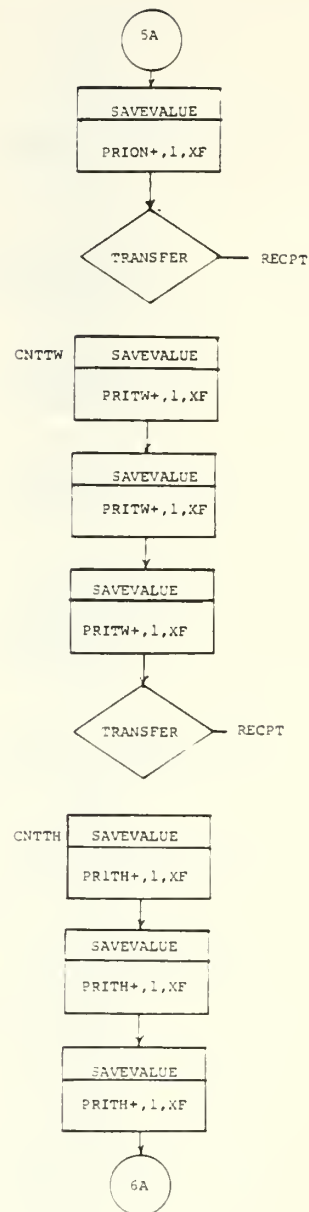 5A
SAVEVALUE
PRION+,1,XF
TRANSFER RECPT
CNTTW SAVEVALUE
PRITW+,1,XF
SAVEVALUE
PRITW+,1,XF
SAVEVALUE
PRITW+,1,XF
TRANSFER RECPT
CNTTH SAVEVALUE
PRITH+,1,XF
SAVEVALUE
PRITH+,1,XF
SAVEVALUE
PRITH+,1,XF
6A